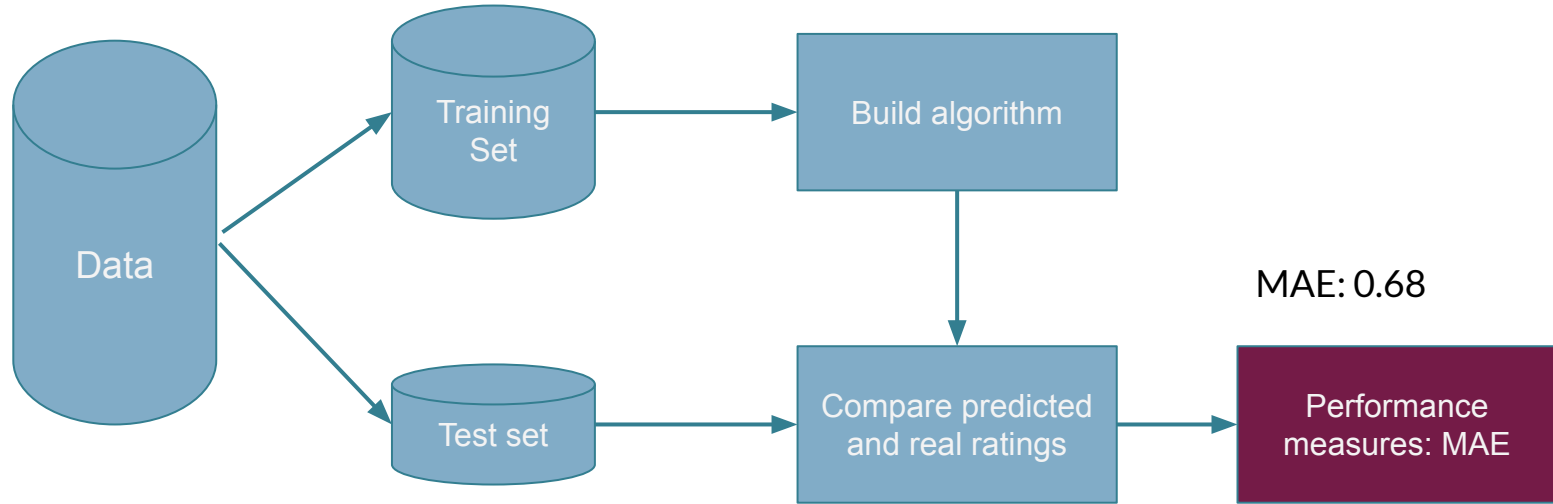 Data
Training
Set
Build algorithm
MAE: 0.68
Test set
Compare predicted
and real ratings
Performance
measures: MAE